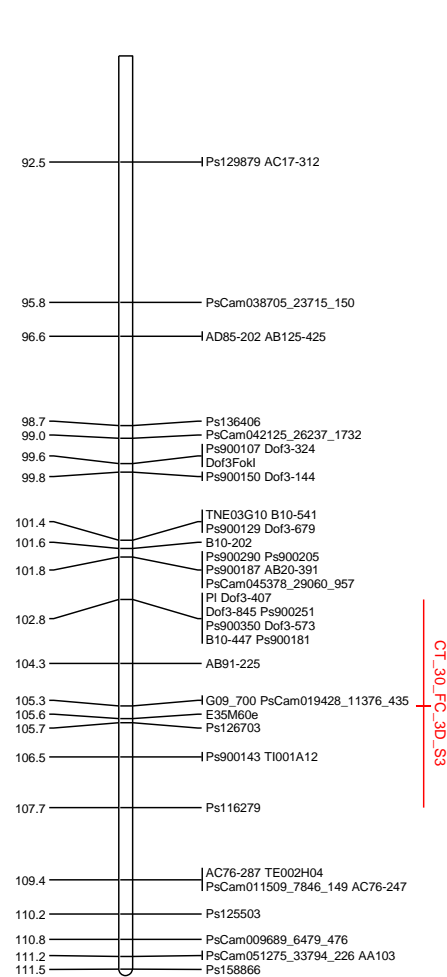 92.5 Ps129879 AC17-312
95.8 PsCam038705_23715_150
96.6 AD85-202 AB125-425
98.7 Ps136406
99.0 PsCam042125_26237_1732
99.6 Ps900107 Dof3-324
Dof3FokI
99.8 Ps900150 Dof3-144
101.4 TNE03G10 B10-541
Ps900129 Dof3-679
101.6 B10-202
101.8 Ps900290 Ps900205
Ps900187 AB20-391
PsCam045378_29060_957
102.8 PI Dof3-407
Dof3-845 Ps900251
Ps900350 Dof3-573
B10-447 Ps900181
104.3 AB91-225
105.3 G09_700 PsCam019428_11376_435
105.6 E35M60e
105.7 Ps126703
106.5 Ps900143 TI001A12
107.7 Ps116279
109.4 AC76-287 TE002H04
PsCam011509_7846_149 AC76-247
110.2 Ps125503
110.8 PsCam009689_6479_476
111.2 PsCam051275_33794_226 AA103
111.5 Ps158866
CT_30_FC_3D_S3